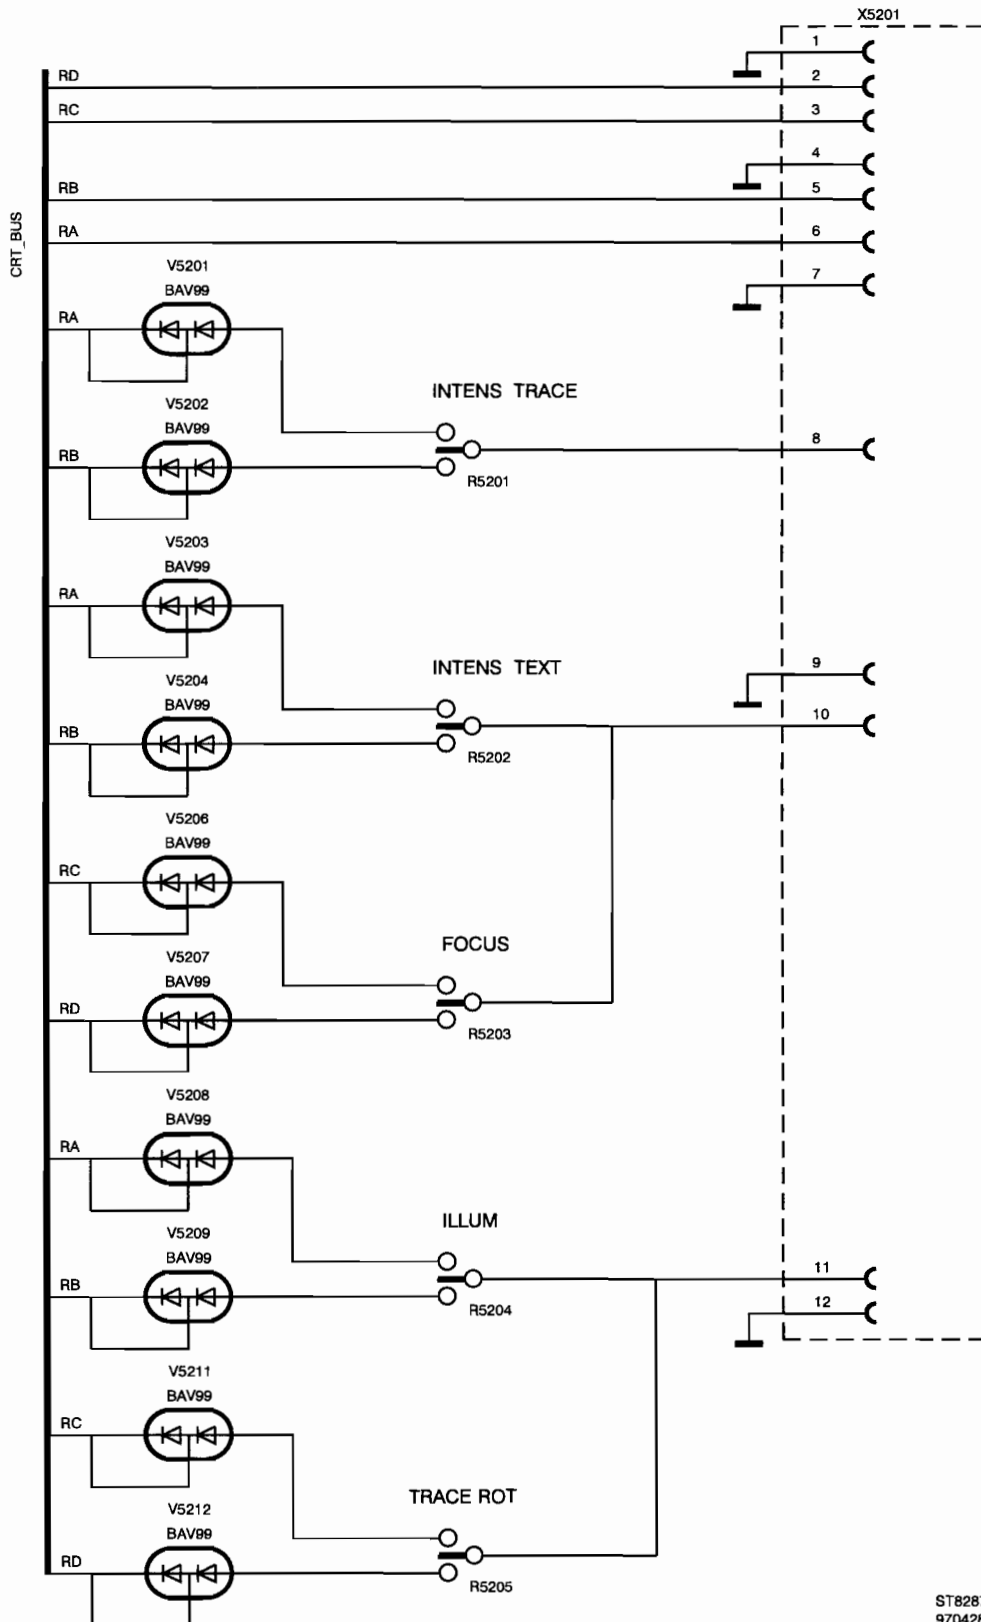 X5201
1
RD
2
RC
3
4
RB
5
CRT_BUS
RA
6
V5201
7
BAV99
RA
INTENS TRACE
V5202
BAV99
8
RB
R5201
V5203
BAV99
RA
INTENS TEXT
9
V5204
BAV99
10
RB
R5202
V5206
BAV99
RC
FOCUS
V5207
BAV99
RD
R5203
V5208
BAV99
RA
ILLUM
V5209
BAV99
11
RB
12
R5204
V5211
BAV99
RC
TRACE ROT
V5212
BAV99
RD
R5205
ST8287
970428